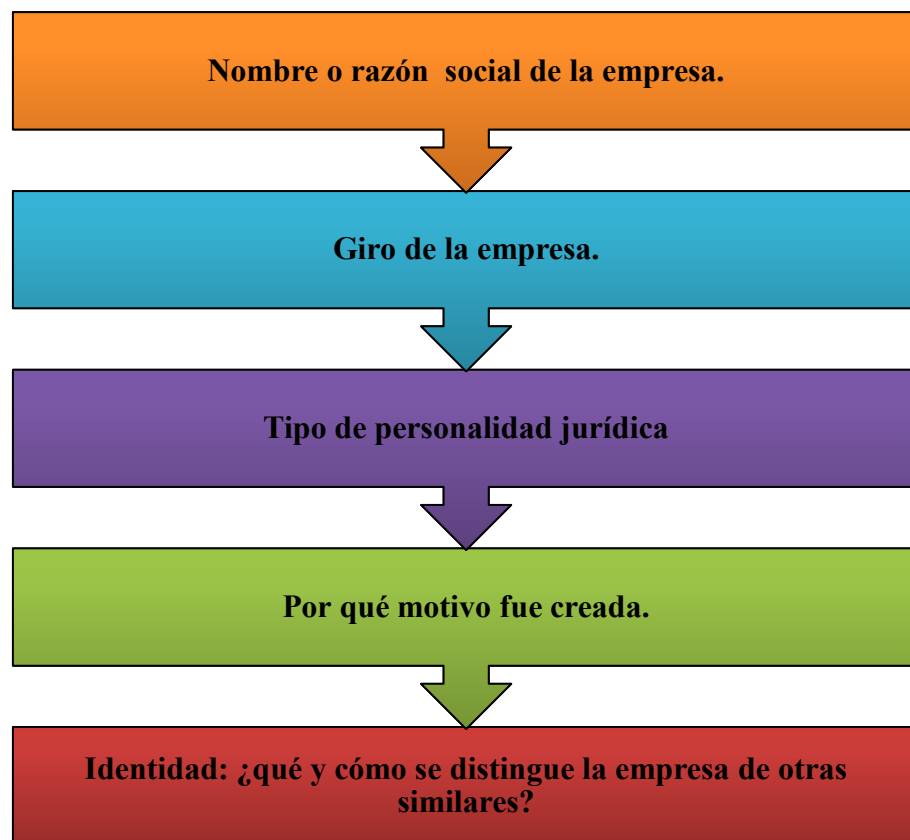 Nombre o razón social de la empresa.
Giro de la empresa.
Tipo de personalidad jurídica
Por qué motivo fue creada.
Identidad: ¿qué y cómo se distingue la empresa de otras
similares?